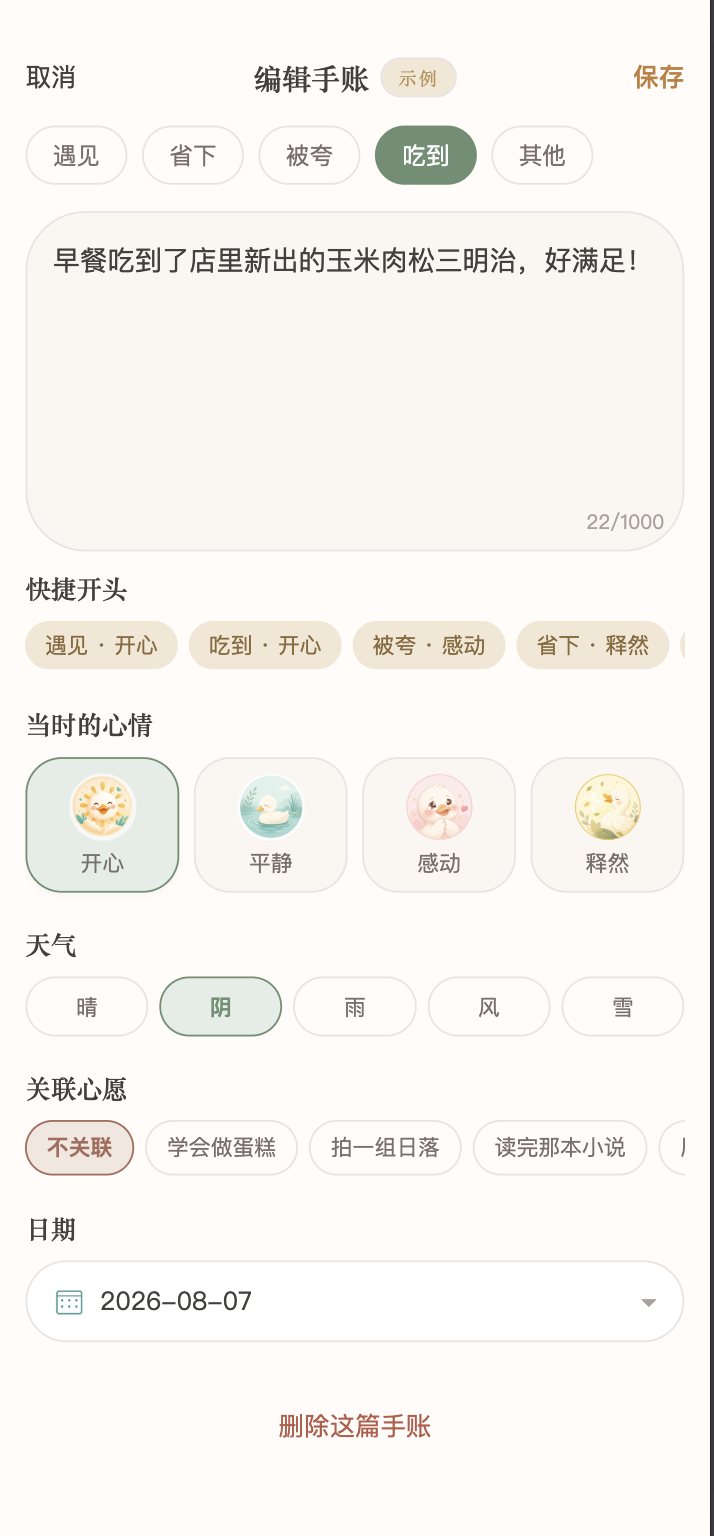 取消 编辑手账 示例 保存
遇见 省下 被夸 吃到 其他
早餐吃到了店里新出的玉米肉松三明治，好满足！
22/1000
快捷开头
遇见 · 开心 吃到 · 开心 被夸 · 感动 省下 · 释然
当时的心情
开心 平静 感动 释然
天气
晴 阴 雨 风 雪
关联心愿
不关联 学会做蛋糕 拍一组日落 读完那本小说
日期
2026-08-07
删除这篇手账